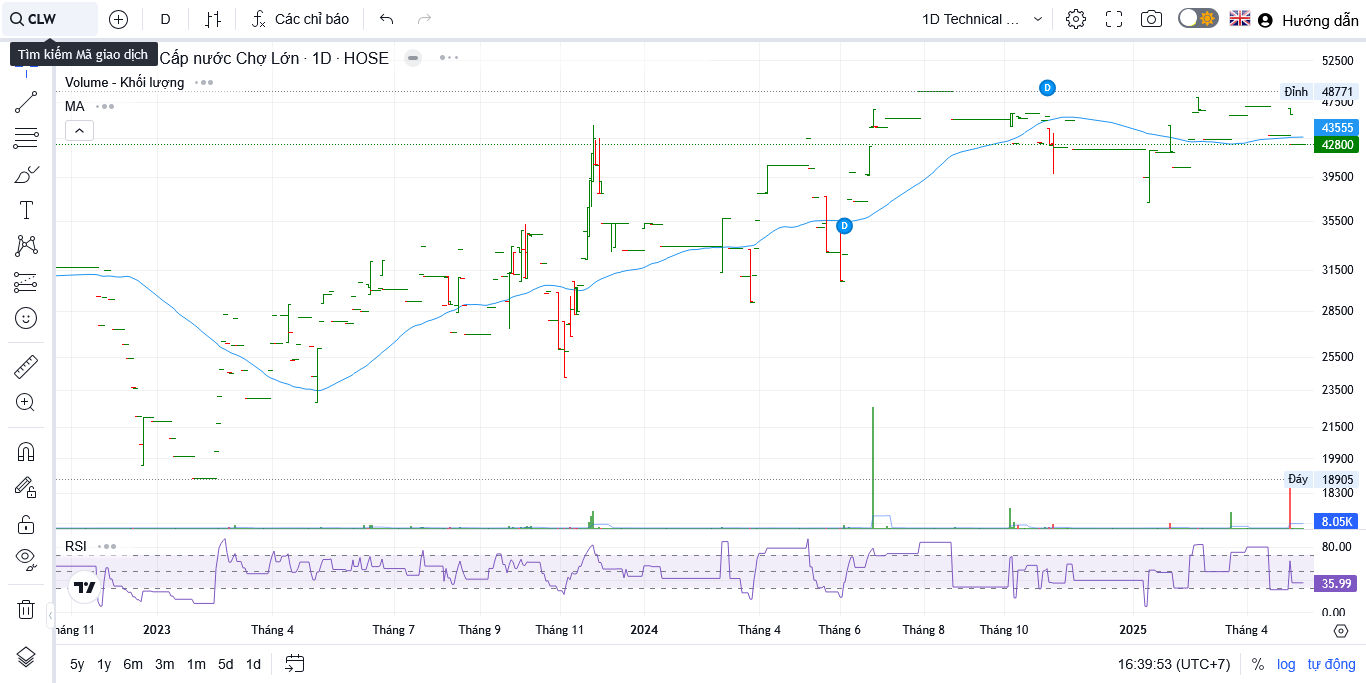 CLW
D
Các chỉ báo
1D Technical ...
Hướng dẫn
Tìm kiếm Mã giao dịch
Cấp nước Chợ Lớn · 1D · HOSE
Volume - Khối lượng
MA
D
D
52500
Đỉnh 48771
47500
43555
42800
39500
35500
31500
28500
25500
23500
21500
19900
Đáy 18905
18300
8.05K
RSI
80.00
35.99
0.00
háng 11
2023
Tháng 4
Tháng 7
Tháng 9
Tháng 11
2024
Tháng 4
Tháng 6
Tháng 8
Tháng 10
2025
Tháng 4
5y 1y 6m 3m 1m 5d 1d
16:39:53 (UTC+7)
% log tự động